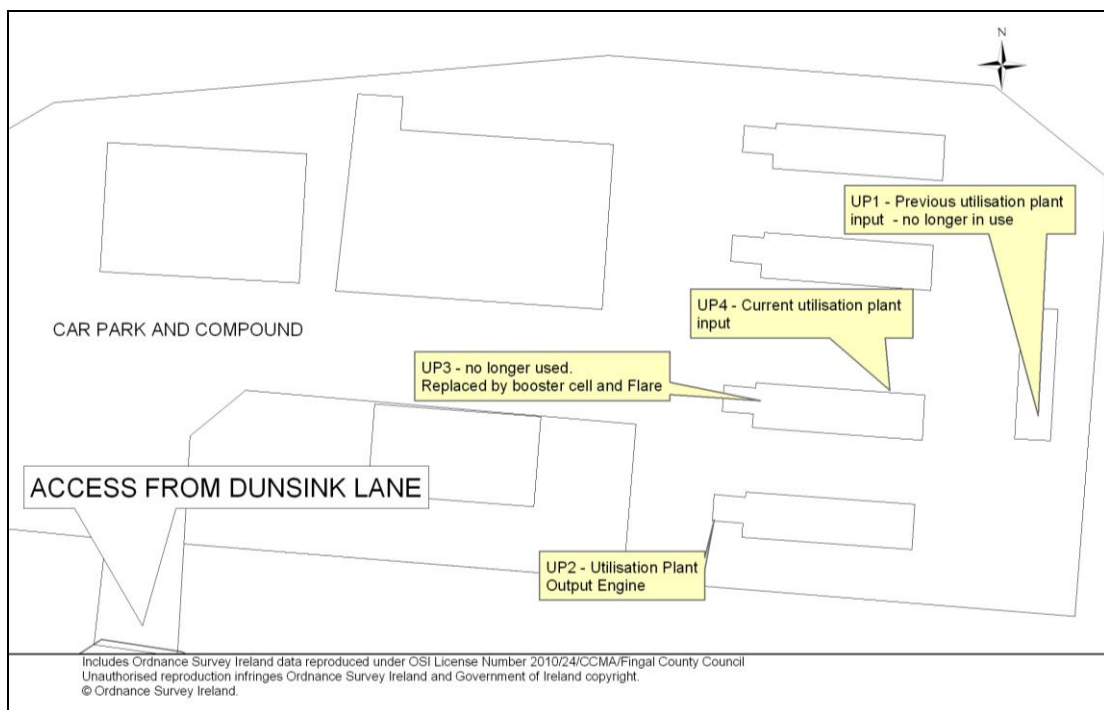 N
UP1 - Previous utilisation plant
input - no longer in use
UP4 - Current utilisation plant
input
CAR PARK AND COMPOUND
UP3 - no longer used.
Replaced by booster cell and Flare
ACCESS FROM DUNSINK LANE
UP2 - Utilisation Plant
Output Engine
Includes Ordnance Survey Ireland data reproduced under OSI License Number 2010/24/CCMA/Fingal County Council
Unauthorised reproduction infringes Ordnance Survey Ireland and Government of Ireland copyright.
© Ordnance Survey Ireland.